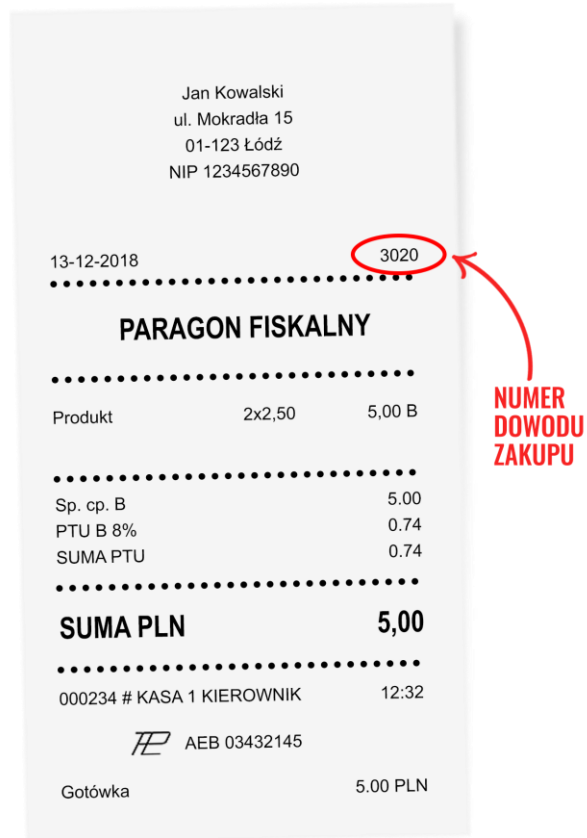 Jan Kowalski
ul. Mokradła 15
01-123 Łódź
NIP 1234567890
13-12-2018 3020
PARAGON FISKALNY
Produkt 2x2,50 5,00 B
NUMER
DOWODU
ZAKUPU
Sp. cp. B 5.00
PTU B 8% 0.74
SUMA PTU 0.74
SUMA PLN 5,00
000234 # KASA 1 KIEROWNIK 12:32
AEB 03432145
Gotówka 5.00 PLN